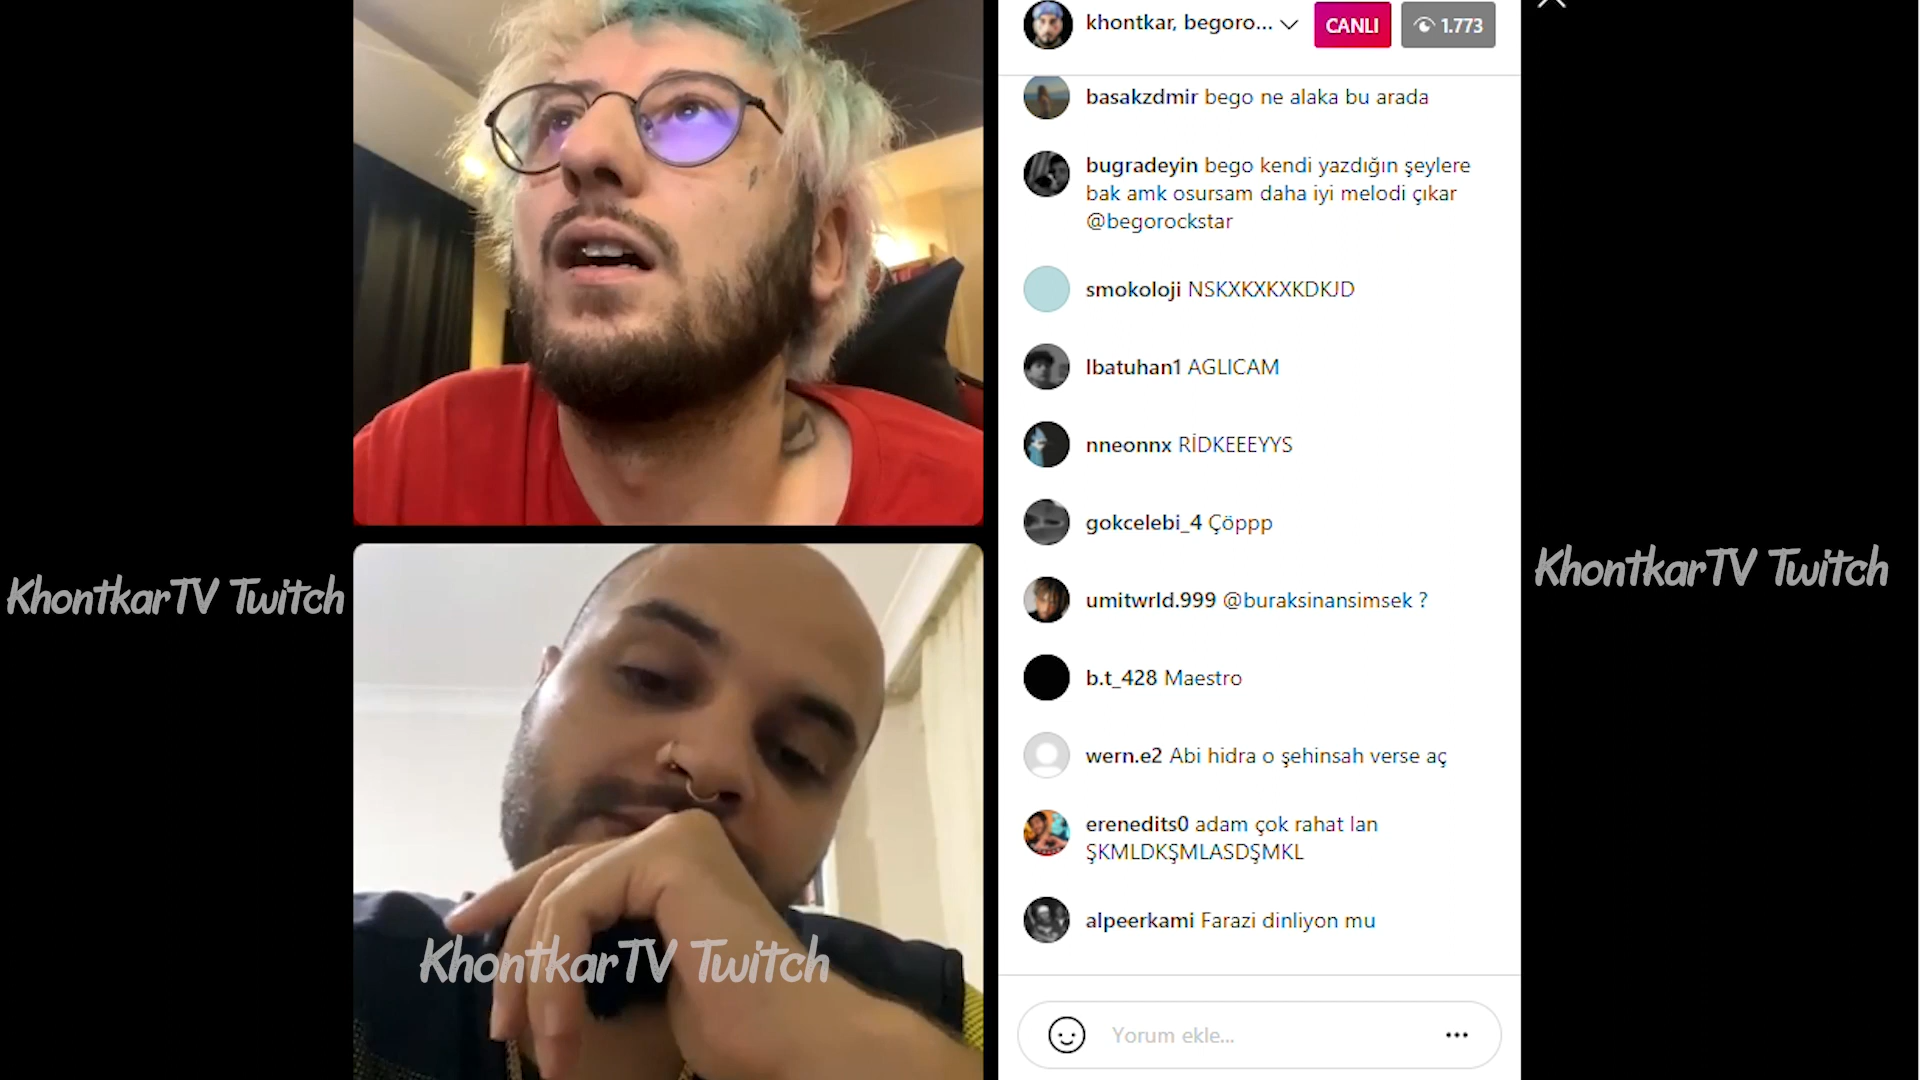 khontkar, begoro...
CANLI
1.773
basakzdmir bego ne alaka bu arada
bugradeyin bego kendi yazdığın şeylere
bak amk osursam daha iyi melodi çıkar
@begorockstar
smokoloji NSKXKXKXKDKJD
lbatuhan1 AGLICAM
nneonnx RİDKEEEYYS
gokcelebi_4 Çöppp
umitwrld.999 @buraksinansimsek ?
b.t_428 Maestro
wern.e2 Abi hidra o şehinsah verse aç
erenedits0 adam çok rahat lan
ŞKMLDKŞMLASDŞMKL
alpeerkami Farazi dinliyon mu
Yorum ekle...
KhontkarTV Twitch
KhontkarTV Twitch
KhontkarTV Twitch